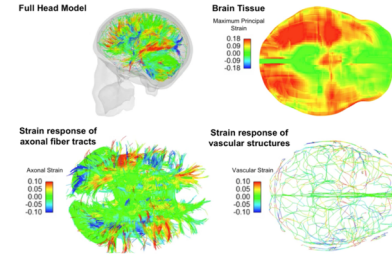 Full Head Model
Brain Tissue
Maximum Principal
Strain
0.18
0.09
0.00
-0.09
-0.18
Strain response of
axonal fiber tracts
Axonal Strain
0.10
0.05
0.00
-0.05
-0.10
Strain response of
vascular structures
Vascular Strain
0.10
0.05
0.00
-0.05
-0.10